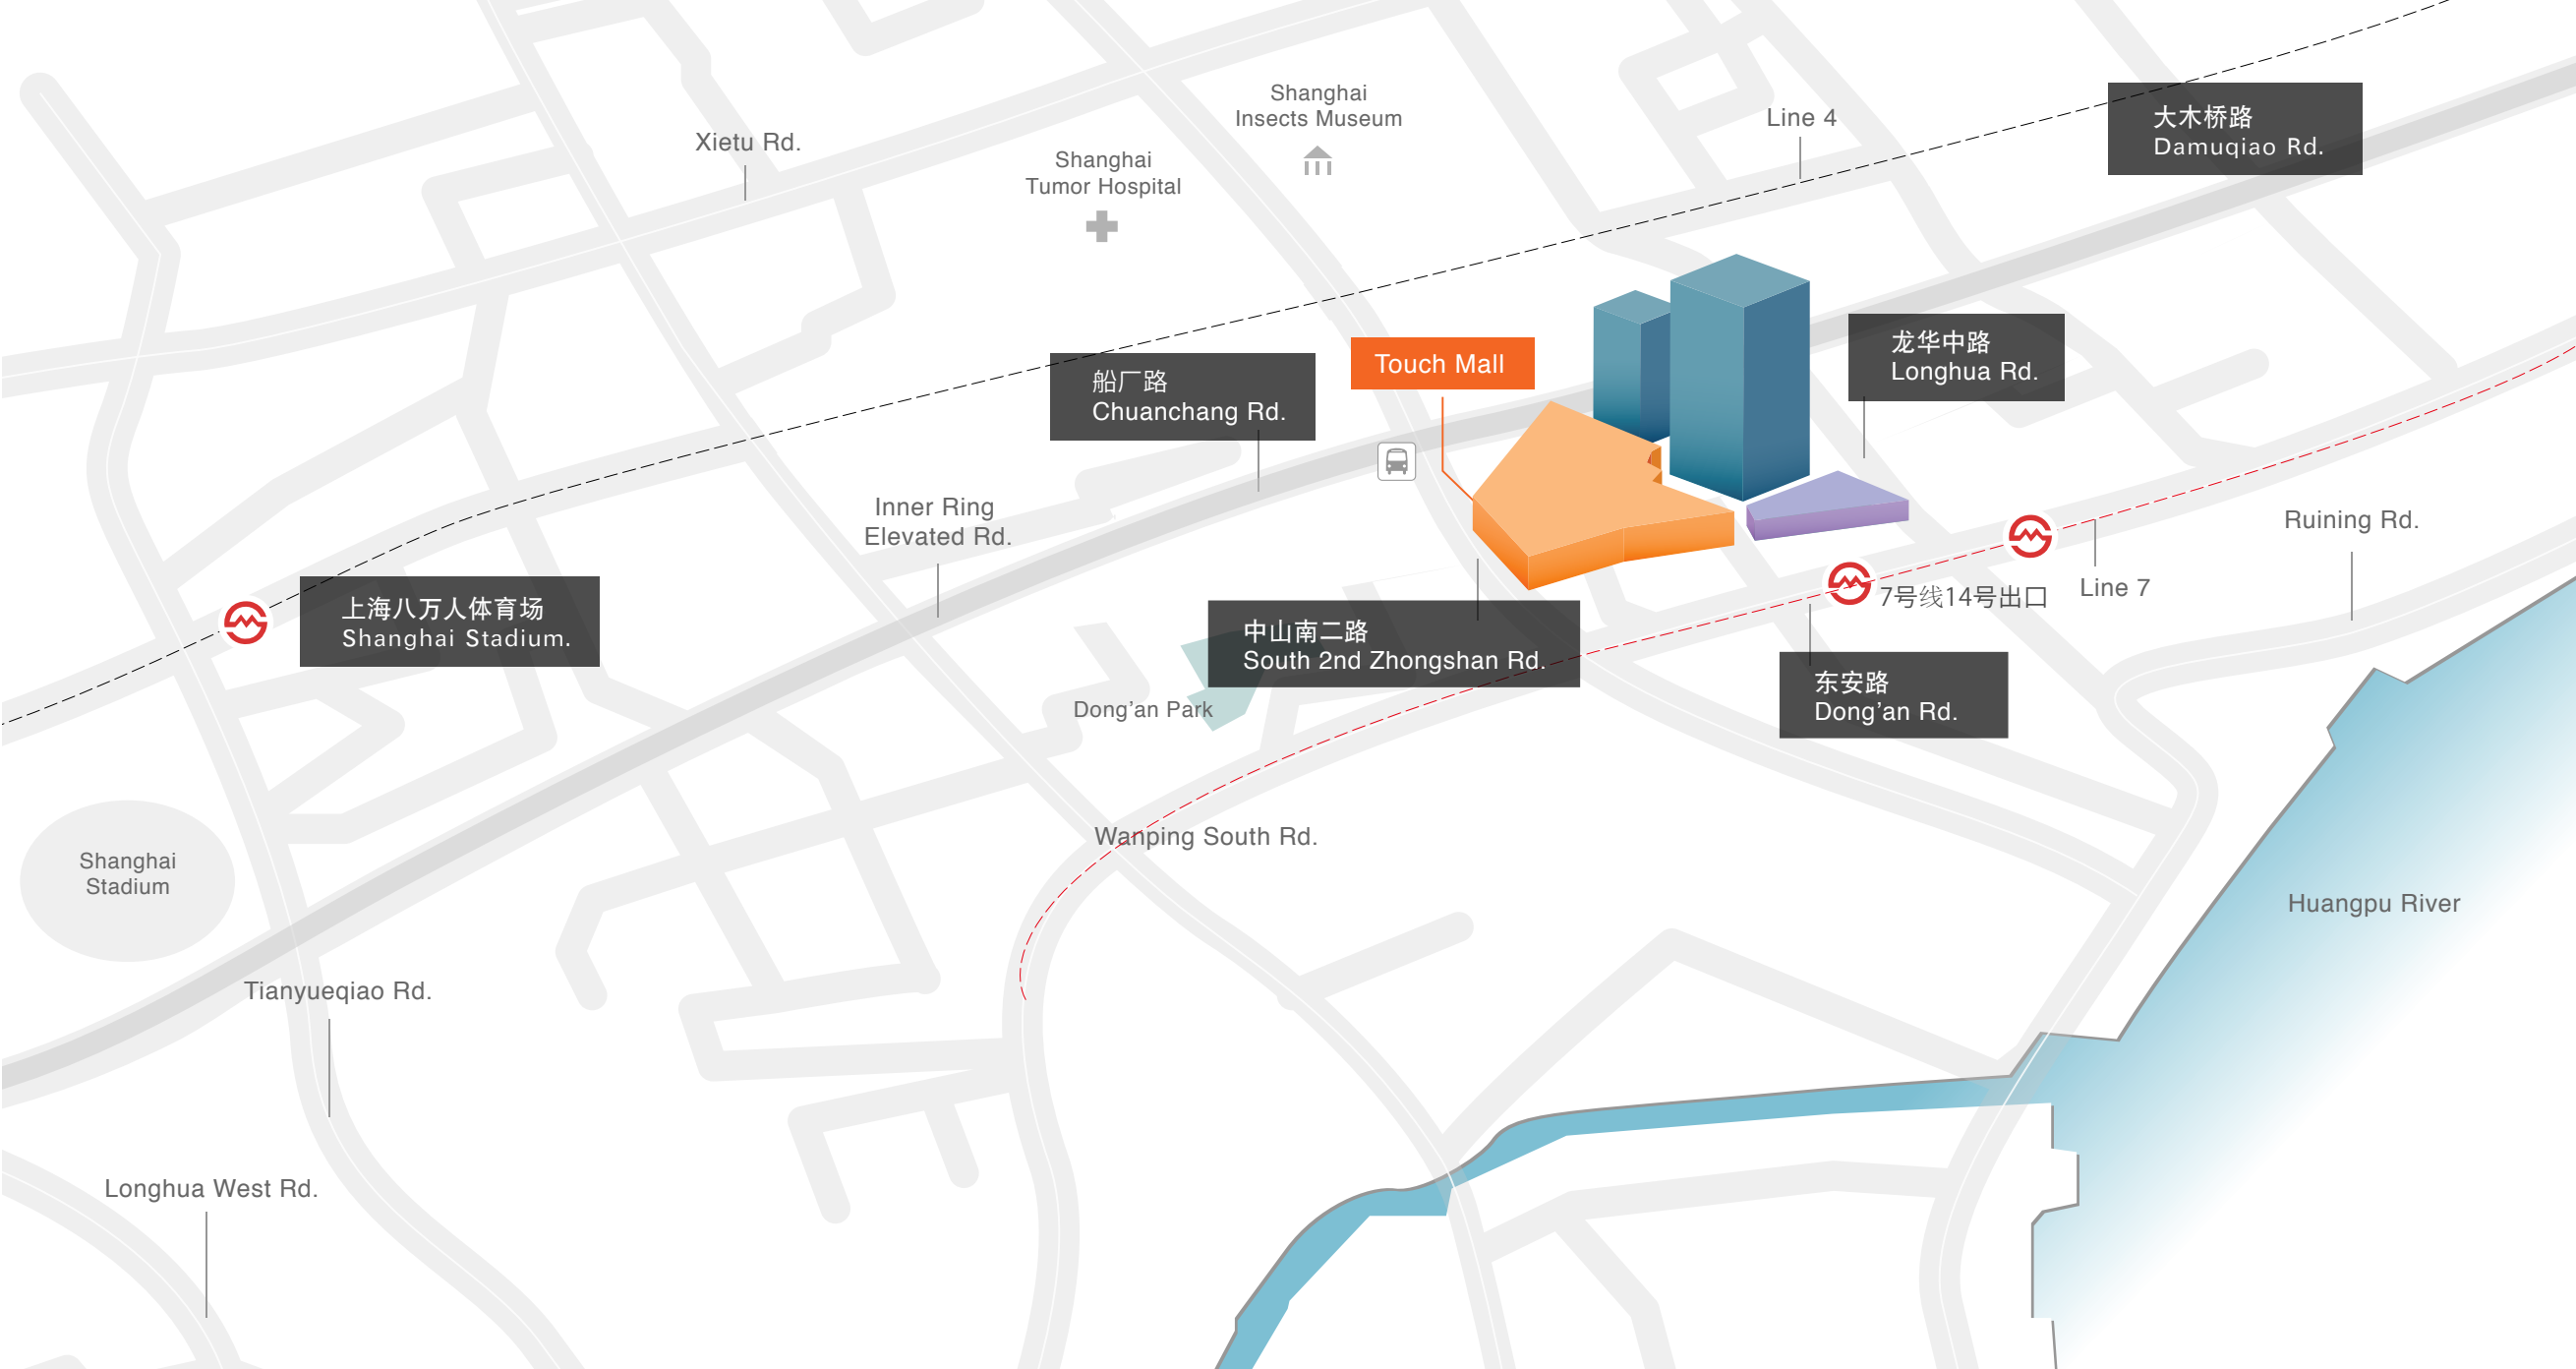 Shanghai
Insects Museum
Line 4
大木桥路
Damuqiao Rd.
Xietu Rd.
Shanghai
Tumor Hospital
龙华中路
Longhua Rd.
Touch Mall
船厂路
Chuanchang Rd.
Inner Ring
Elevated Rd.
Ruining Rd.
7号线14号出口
Line 7
上海八万人体育场
Shanghai Stadium.
中山南二路
South 2nd Zhongshan Rd.
东安路
Dong’an Rd.
Dong’an Park
Wanping South Rd.
Shanghai
Stadium
Huangpu River
Tianyueqiao Rd.
Longhua West Rd.